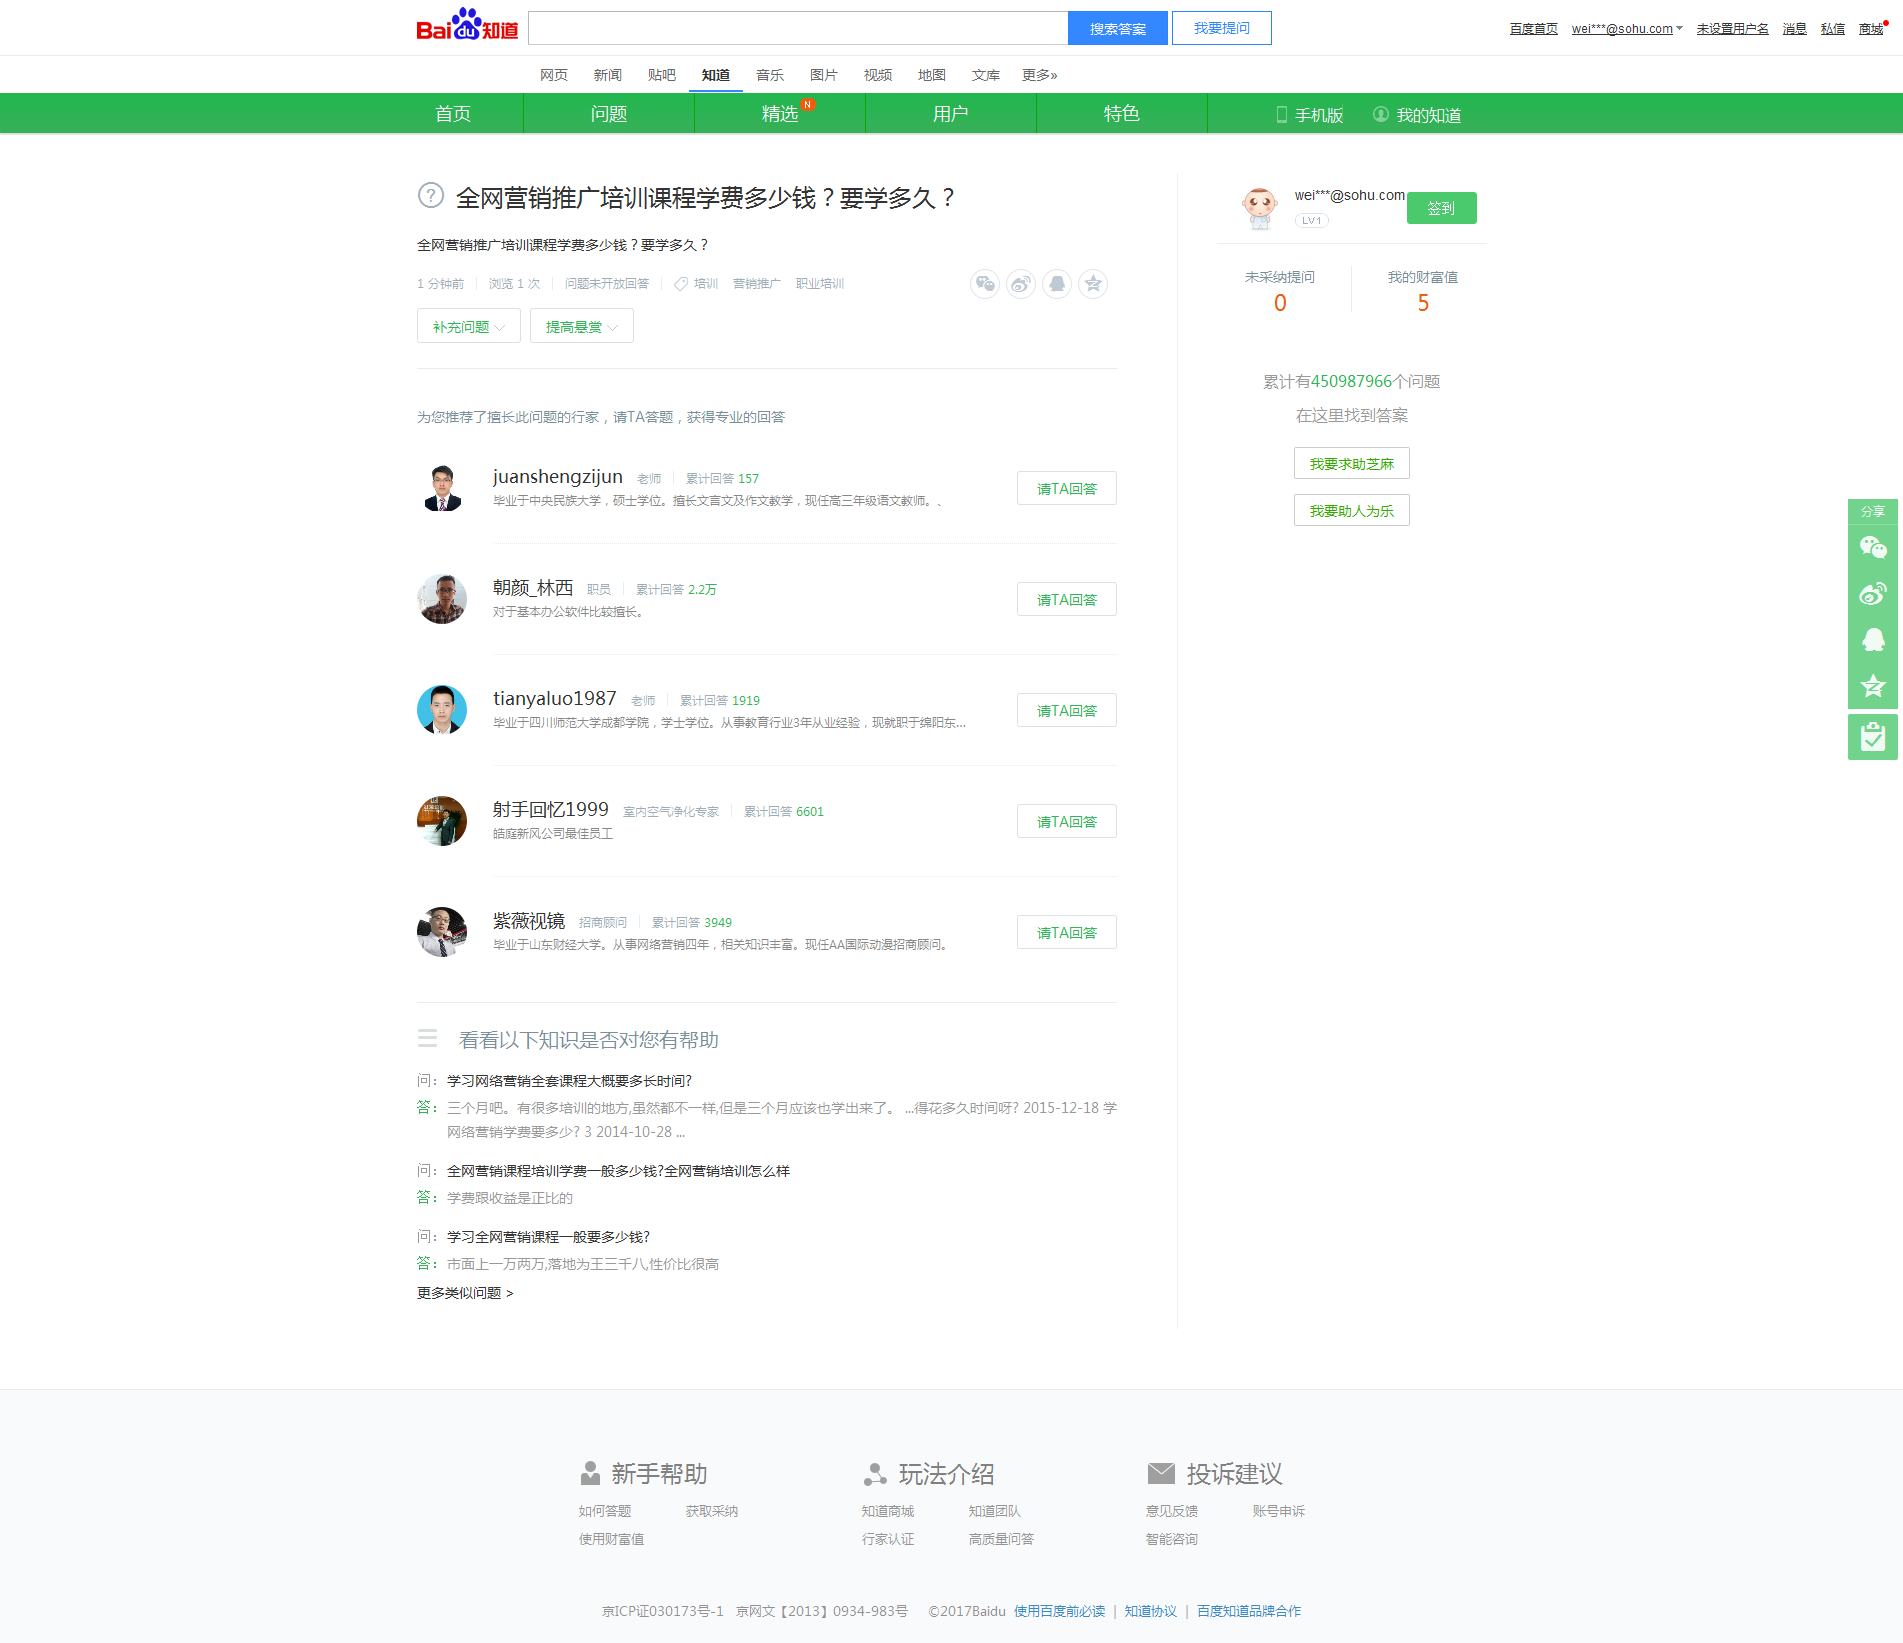 Baidu知道
搜索答案
我要提问
百度首页
wei***@sohu.com
未设置用户名
消息
私信
商城
网页
新闻
贴吧
知道
音乐
图片
视频
地图
文库
更多»
首页
问题
精选
N
用户
特色
手机版
我的知道
全网营销推广培训课程学费多少钱？要学多久？
全网营销推广培训课程学费多少钱？要学多久？
1 分钟前
浏览 1 次
问题未开放回答
培训
营销推广
职业培训
补充问题
提高悬赏
wei***@sohu.com
LV1
签到
未采纳提问
0
我的财富值
5
累计有450987966个问题
在这里找到答案
我要求助芝麻
我要助人为乐
为您推荐了擅长此问题的行家，请TA答题，获得专业的回答
juanshengzijun 老师 累计回答 157
毕业于中央民族大学，硕士学位。擅长文言文及作文教学，现任高三年级语文教师。、
请TA回答
朝颜_林西 职员 累计回答 2.2万
对于基本办公软件比较擅长。
请TA回答
tianyaluo1987 老师 累计回答 1919
毕业于四川师范大学成都学院，学士学位。从事教育行业3年从业经验，现就职于绵阳东...
请TA回答
射手回忆1999 室内空气净化专家 累计回答 6601
皓庭新风公司最佳员工
请TA回答
紫薇视镜 招商顾问 累计回答 3949
毕业于山东财经大学。从事网络营销四年，相关知识丰富。现任AA国际动漫招商顾问。
请TA回答
分享
看看以下知识是否对您有帮助
问： 学习网络营销全套课程大概要多长时间?
答： 三个月吧。有很多培训的地方,虽然都不一样,但是三个月应该也学出来了。 ...得花多久时间呀? 2015-12-18 学
网络营销学费要多少? 3 2014-10-28 ...
问： 全网营销课程培训学费一般多少钱?全网营销培训怎么样
答： 学费跟收益是正比的
问： 学习全网营销课程一般要多少钱?
答： 市面上一万两万,落地为王三千八,性价比很高
更多类似问题 >
新手帮助
如何答题
获取采纳
使用财富值
玩法介绍
知道商城
知道团队
行家认证
高质量问答
投诉建议
意见反馈
账号申诉
智能咨询
京ICP证030173号-1 京网文【2013】0934-983号 ©2017Baidu 使用百度前必读 | 知道协议 | 百度知道品牌合作